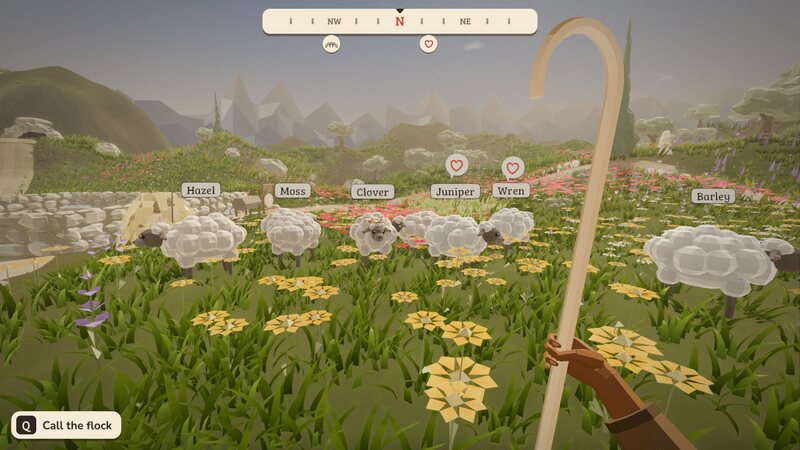 NW N NE
Hazel
Moss
Clover
Juniper
Wren
Barley
Q Call the flock